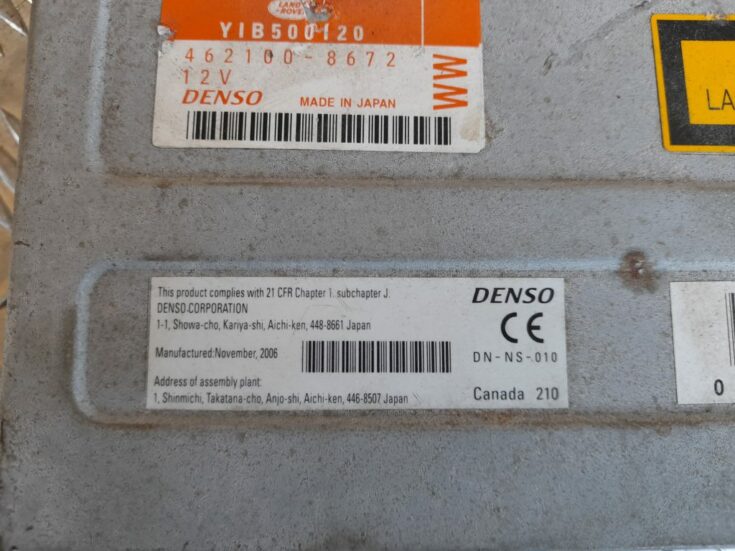 LAND
ROVER
YIB500120
462100-8672
12V
MM
DENSO MADE IN JAPAN
LA
This product complies with 21 CFR Chapter 1. subchapter J.
DENSO CORPORATION
1-1, Showa-cho, Kariya-shi, Aichi-ken, 448-8661 Japan
Manufactured: November, 2006
Address of assembly plant:
1, Shinmichi, Takatana-cho, Anjo-shi, Aichi-ken, 446-8507 Japan
DENSO
CE
DN-NS-010
Canada 210
0